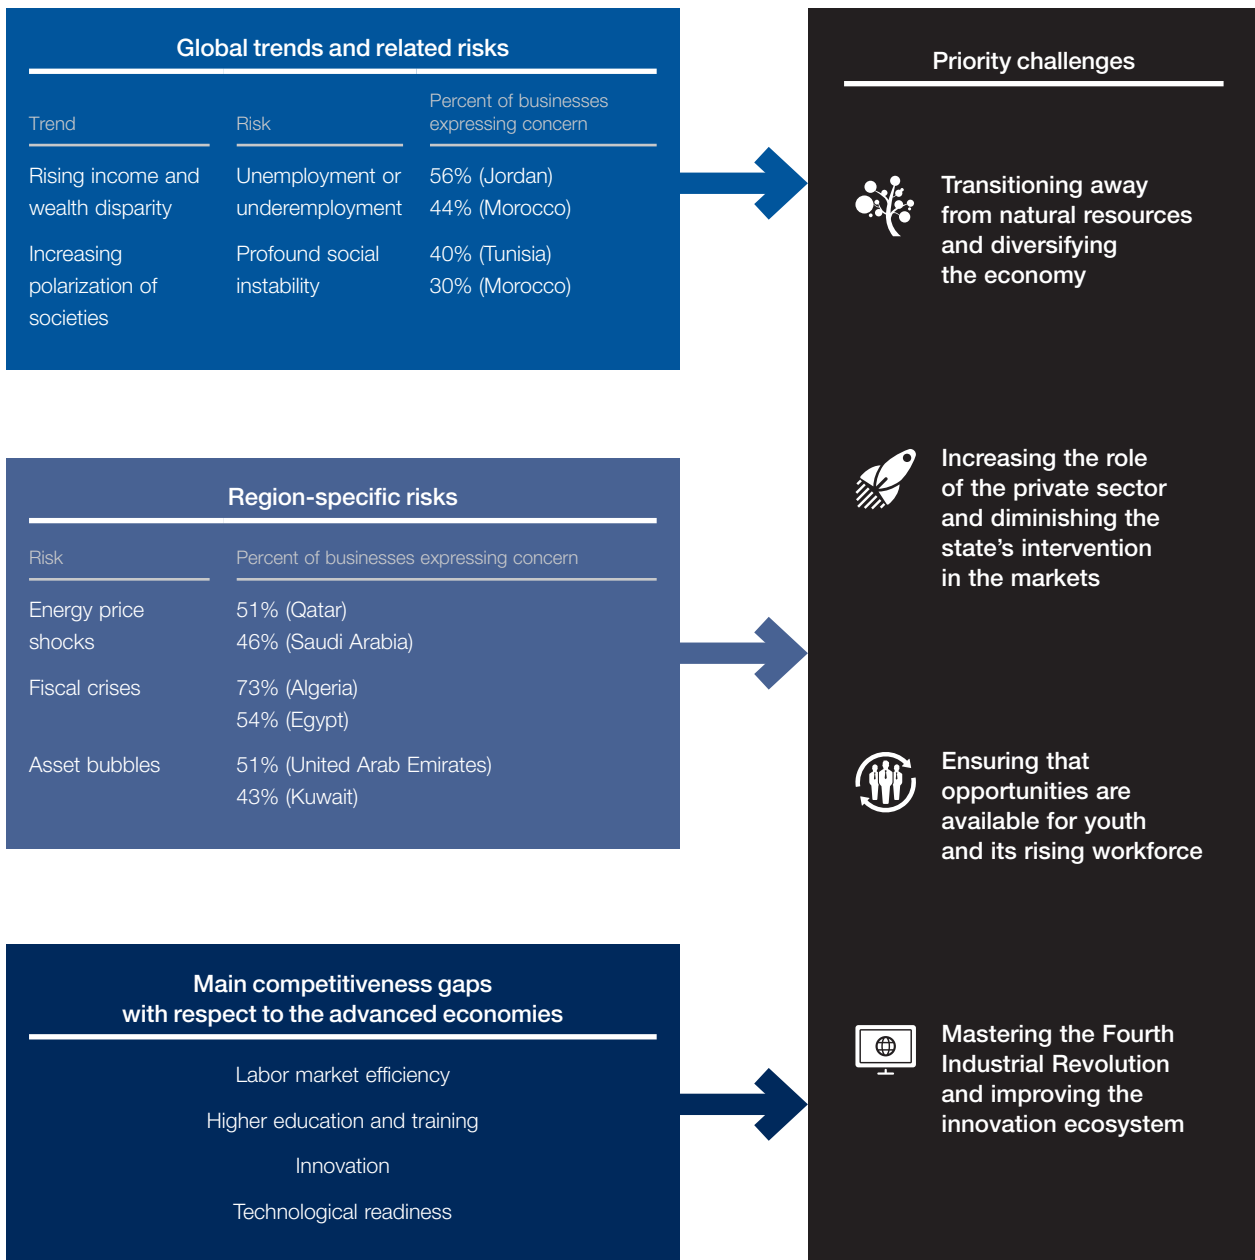 Global trends and related risks
Trend
Risk
Percent of businesses
expressing concern
Rising income and
wealth disparity
Unemployment or
underemployment
56% (Jordan)
44% (Morocco)
Increasing
polarization of
societies
Profound social
instability
40% (Tunisia)
30% (Morocco)
Region-specific risks
Risk
Percent of businesses expressing concern
Energy price
shocks
51% (Qatar)
46% (Saudi Arabia)
Fiscal crises
73% (Algeria)
54% (Egypt)
Asset bubbles
51% (United Arab Emirates)
43% (Kuwait)
Main competitiveness gaps
with respect to the advanced economies
Labor market efficiency
Higher education and training
Innovation
Technological readiness
Priority challenges
Transitioning away
from natural resources
and diversifying
the economy
Increasing the role
of the private sector
and diminishing the
state’s intervention
in the markets
Ensuring that
opportunities are
available for youth
and its rising workforce
Mastering the Fourth
Industrial Revolution
and improving the
innovation ecosystem